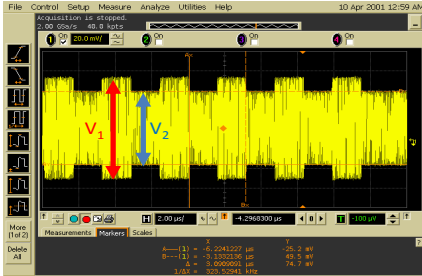 File Control Setup Measure Analyze Utilities Help 10 Apr 2001 12:59 AM
Acquisition is stopped.
2.00 GSa/s 40.0 kpts
1 On 20.0 mV/ 2 On 3 On 4 On
Ax
V1 V2
Bx
More
(1 of 2)
Delete
All
H 2.00 µs/ -4.2968300 µs 0 T -100 µV
Measurements Markers Scales
X Y
A---(1) = -6.2241227 µs -25.2 mV
B---(1) = -3.1332136 µs 49.5 mV
Δ = 3.0909091 µs 74.7 mV
1/ΔX = 323.52941 kHz
?